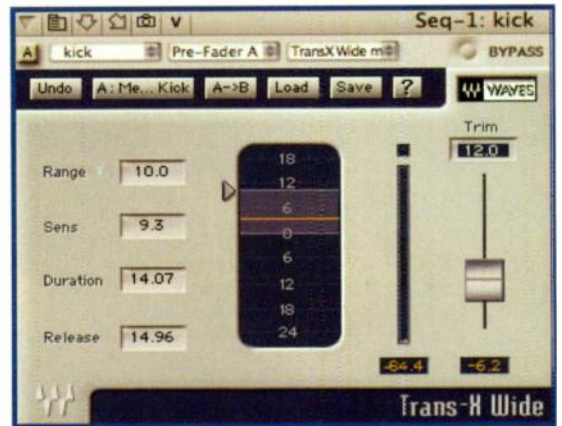 V Seq-1: kick
A kick Pre-Fader A TransX Wide m BYPASS
Undo A: Me... Kick A->B Load Save ? WAVES
Trim
12.0
Range 10.0
Sens 9.3
Duration 14.07
Release 14.96
18
12
6
0
6
12
18
24
-64.4 -6.2
Trans-X Wide